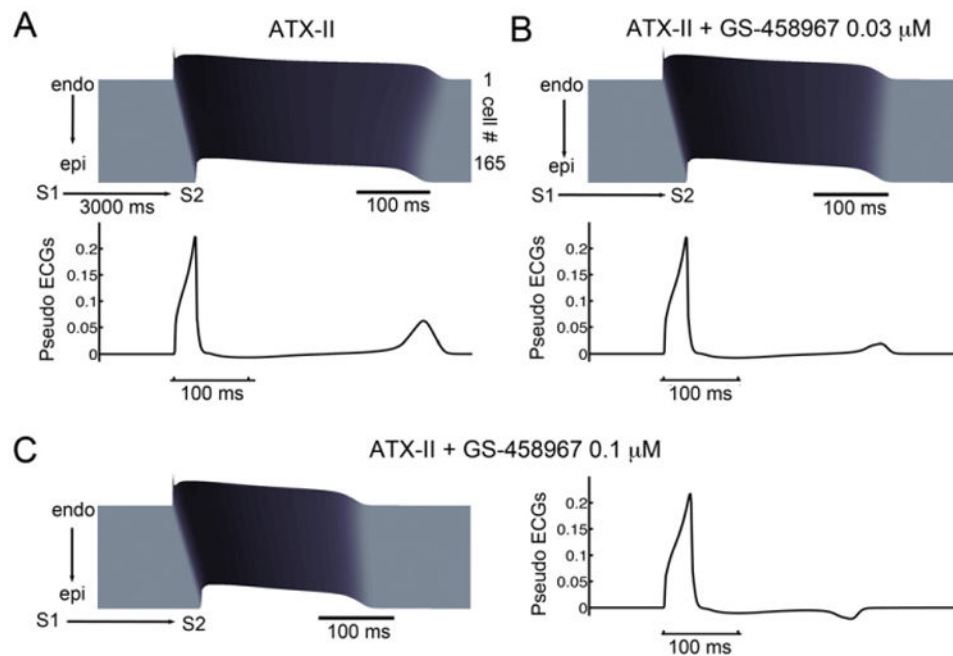 A
ATX-II
endo
epi
1
cell #
165
S1
S2
3000 ms
100 ms
Pseudo ECGs
0.2
0.15
0.1
0.05
0
100 ms
B
ATX-II + GS-458967 0.03 μM
endo
epi
S1
S2
100 ms
Pseudo ECGs
0.2
0.15
0.1
0.05
0
100 ms
C
ATX-II + GS-458967 0.1 μM
endo
epi
S1
S2
100 ms
Pseudo ECGs
0.2
0.15
0.1
0.05
0
100 ms